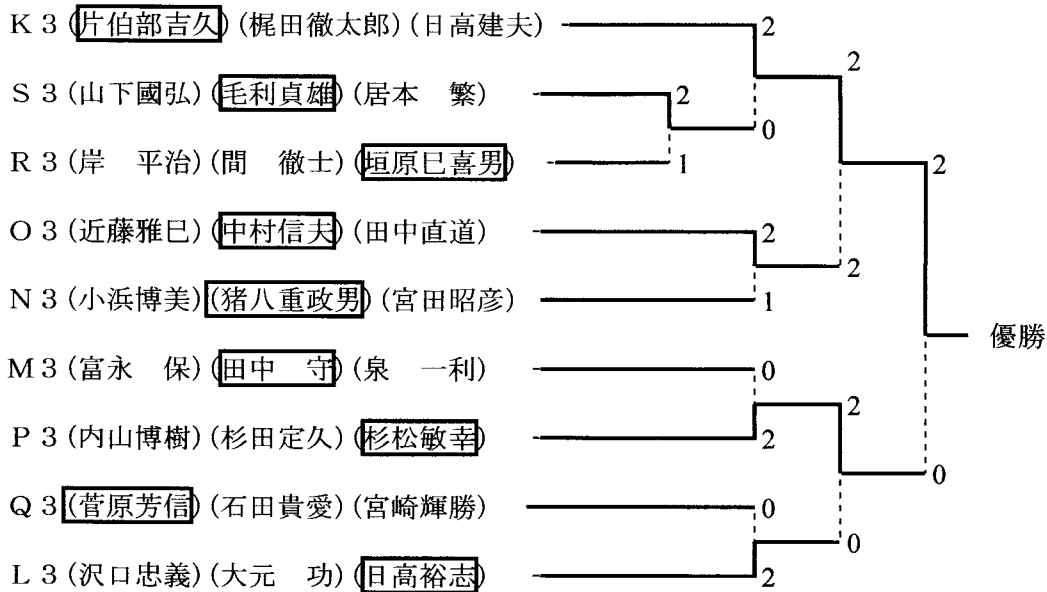 K3(片伯部吉久)(梶田徹太郎)(日高建夫) 2
2
S3(山下國弘)(毛利貞雄)(居本　繁) 2
0
R3(岸　平治)(間　徹士)(垣原巳喜男) 1
2
O3(近藤雅巳)(中村信夫)(田中直道) 2
2
N3(小浜博美)(猪八重政男)(宮田昭彦) 1
優勝
M3(富永　保)(田中　守)(泉　一利) 0
2
P3(内山博樹)(杉田定久)(杉松敏幸) 2
0
Q3(菅原芳信)(石田貴愛)(宮崎輝勝) 0
0
L3(沢口忠義)(大元　功)(日高裕志) 2